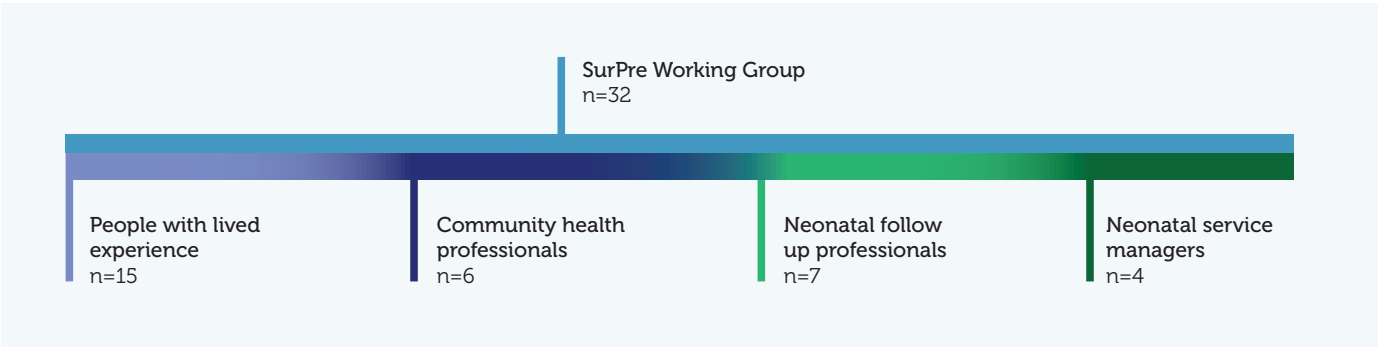 SurPre Working Group
n=32
People with lived
experience
n=15
Community health
professionals
n=6
Neonatal follow
up professionals
n=7
Neonatal service
managers
n=4